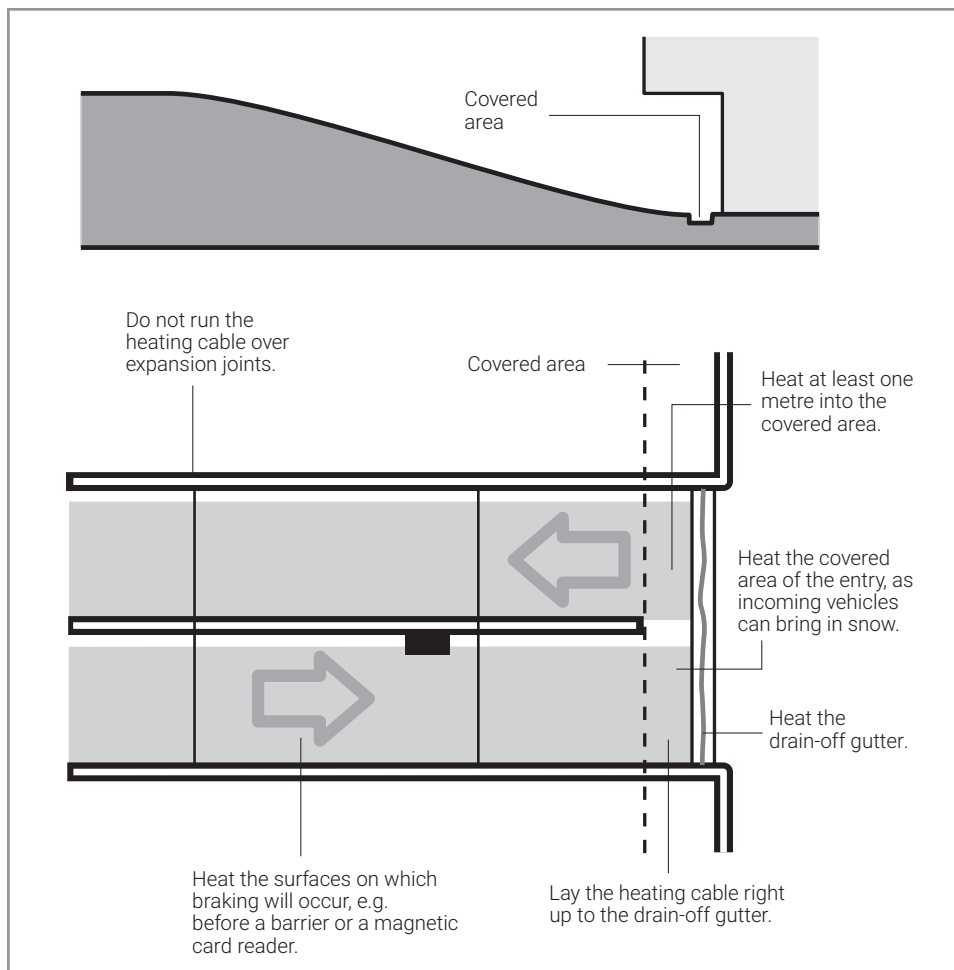 Covered
area
Do not run the
heating cable over
expansion joints.
Covered area
Heat at least one
metre into the
covered area.
Heat the covered
area of the entry, as
incoming vehicles
can bring in snow.
Heat the
drain-off gutter.
Heat the surfaces on which
braking will occur, e.g.
before a barrier or a magnetic
card reader.
Lay the heating cable right
up to the drain-off gutter.